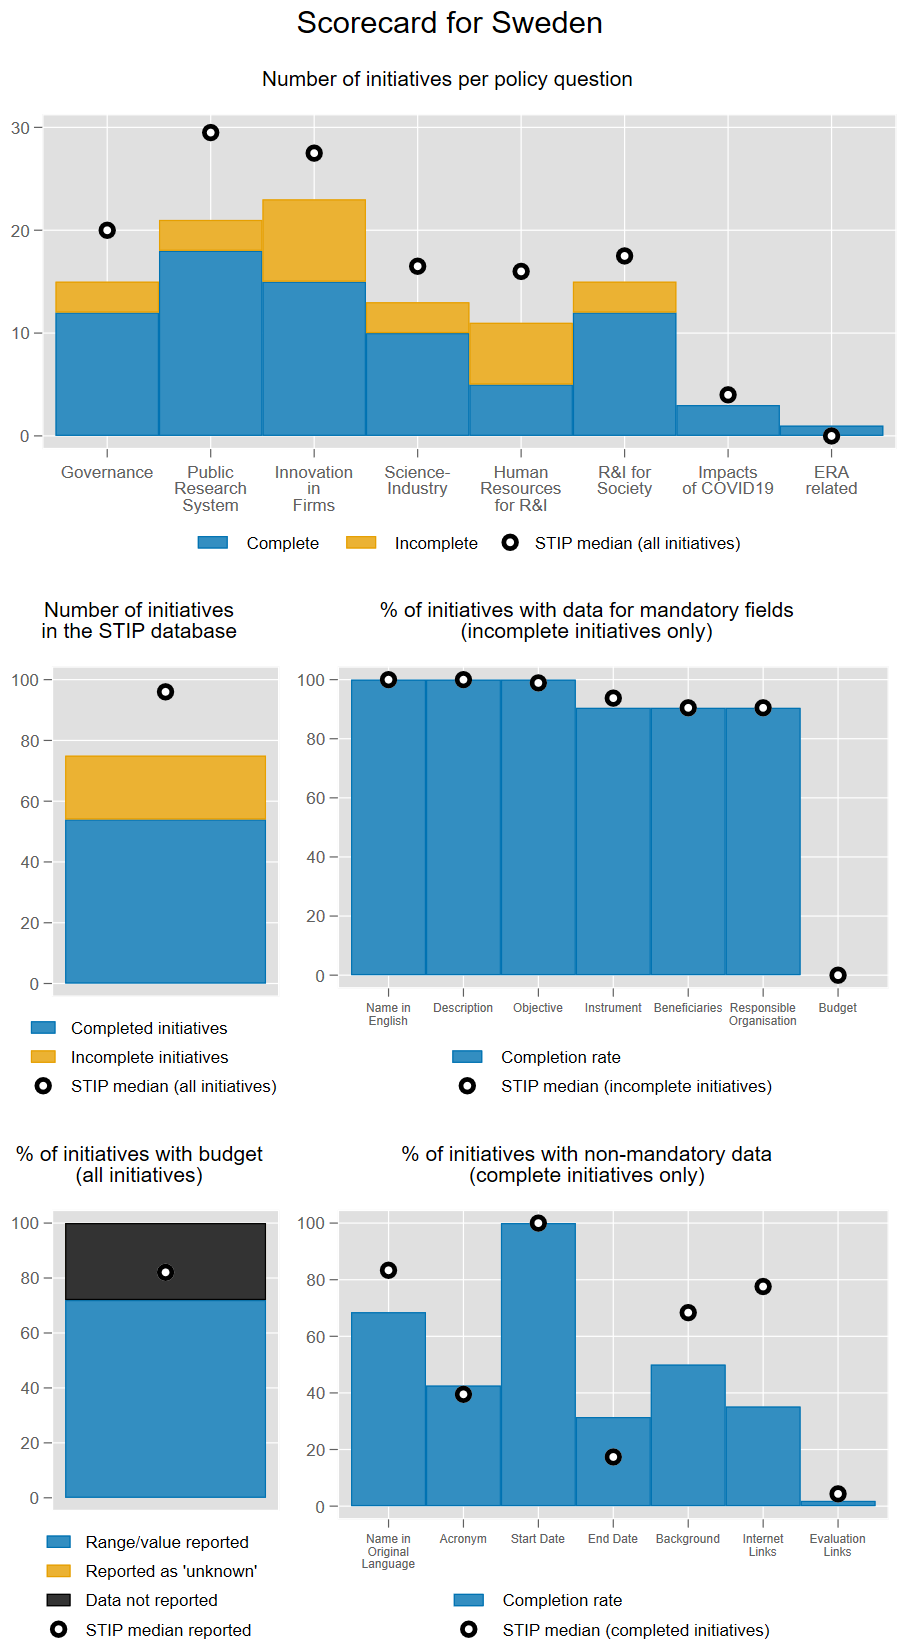 Scorecard for Sweden
Number of initiatives per policy question
30
20
10
0
Governance
Public
Research
System
Innovation
in
Firms
Science-
Industry
Human
Resources
for R&I
R&I for
Society
Impacts
of COVID19
ERA
related
Complete
Incomplete
STIP median (all initiatives)
Number of initiatives
in the STIP database
100
80
60
40
20
0
Completed initiatives
Incomplete initiatives
STIP median (all initiatives)
% of initiatives with data for mandatory fields
(incomplete initiatives only)
100
80
60
40
20
0
Name in
English
Description
Objective
Instrument
Beneficiaries
Responsible
Organisation
Budget
Completion rate
STIP median (incomplete initiatives)
% of initiatives with budget
(all initiatives)
100
80
60
40
20
0
Range/value reported
Reported as 'unknown'
Data not reported
STIP median reported
% of initiatives with non-mandatory data
(complete initiatives only)
100
80
60
40
20
0
Name in
Original
Language
Acronym
Start Date
End Date
Background
Internet
Links
Evaluation
Links
Completion rate
STIP median (completed initiatives)